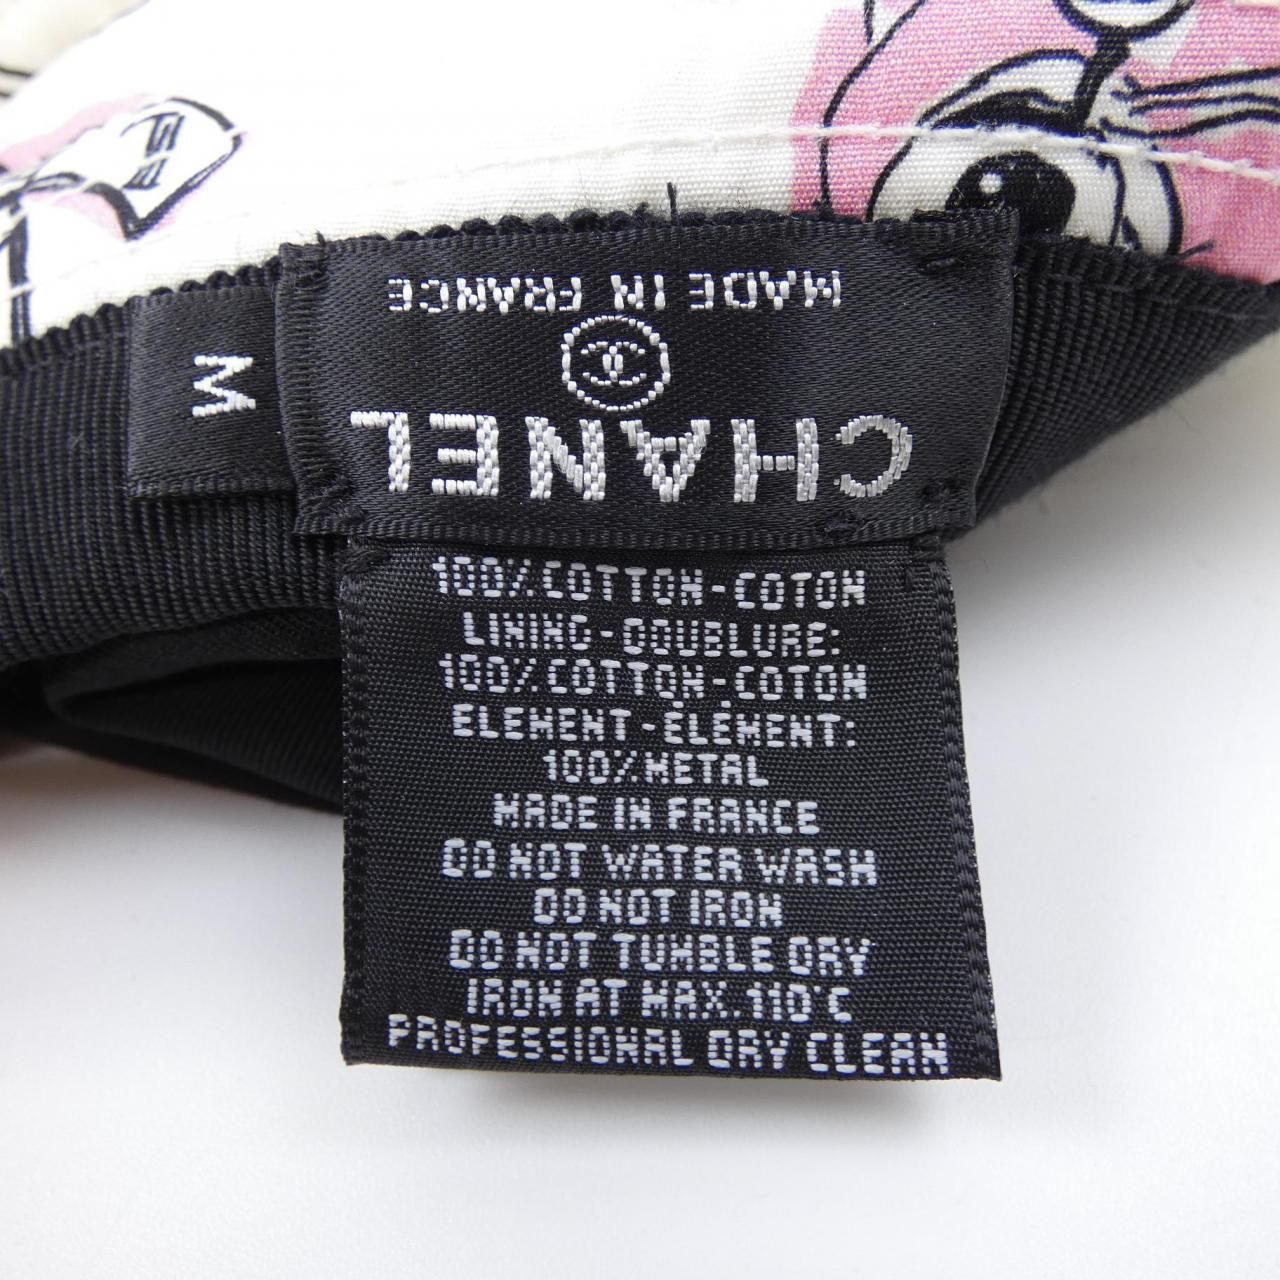 MADE IN FRANCE
CHANEL
M
100% COTTON-COTON
LINING-DOUBLURE:
100% COTTON-COTON
ELEMENT-ÉLÉMENT:
100% METAL
MADE IN FRANCE
DO NOT WATER WASH
DO NOT IRON
DO NOT TUMBLE DRY
IRON AT MAX. 110°C
PROFESSIONAL DRY CLEAN